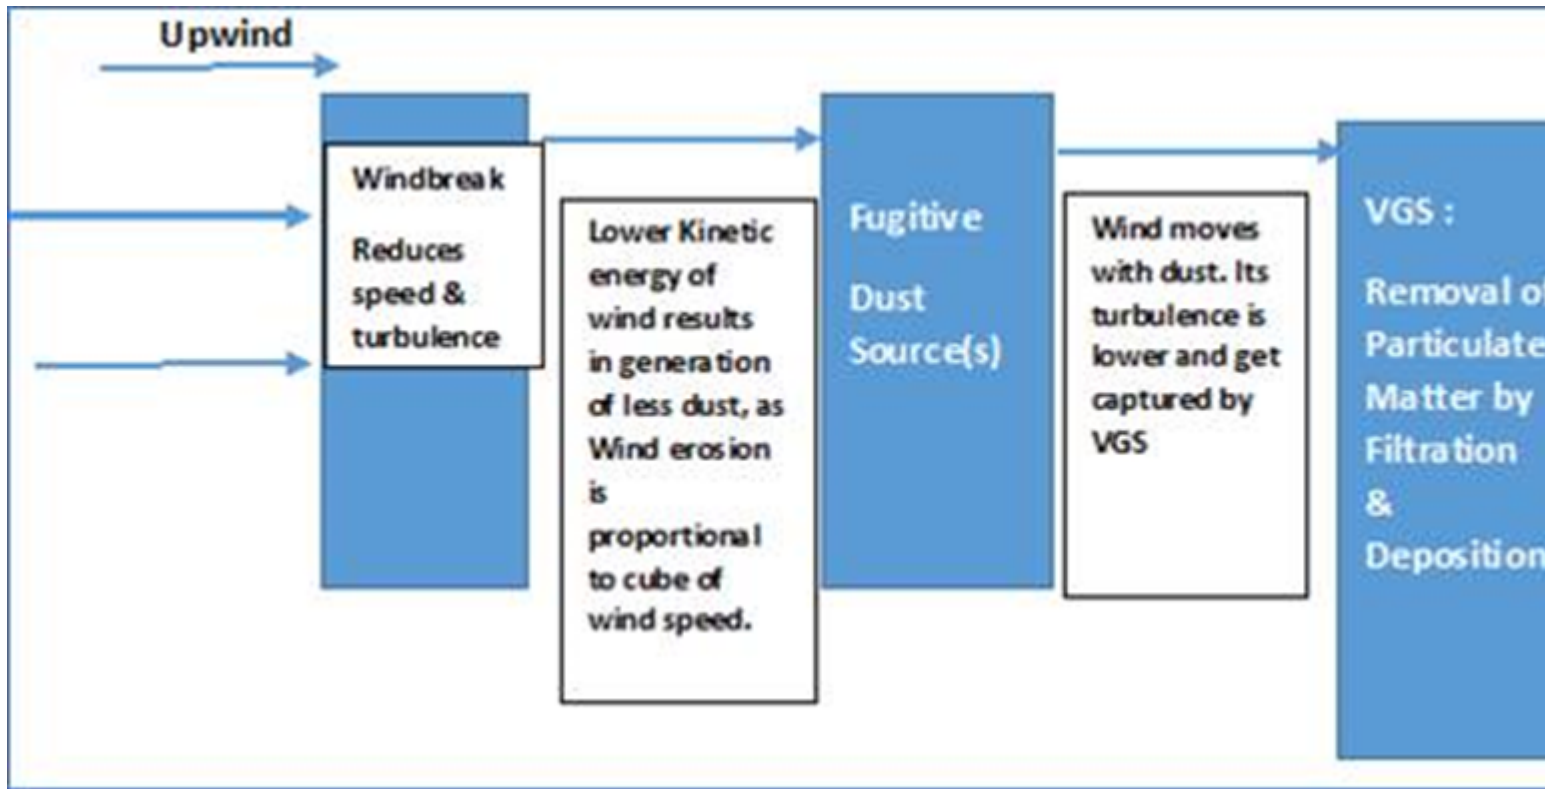 Upwind
Windbreak
Reduces
speed &
turbulence
Lower Kinetic
energy of
wind results
in generation
of less dust, as
Wind erosion
is
proportional
to cube of
wind speed.
Fugitive
Dust
Source(s)
Wind moves
with dust. Its
turbulence is
lower and get
captured by
VGS
VGS :
Removal of
Particulate
Matter by
Filtration
&
Deposition